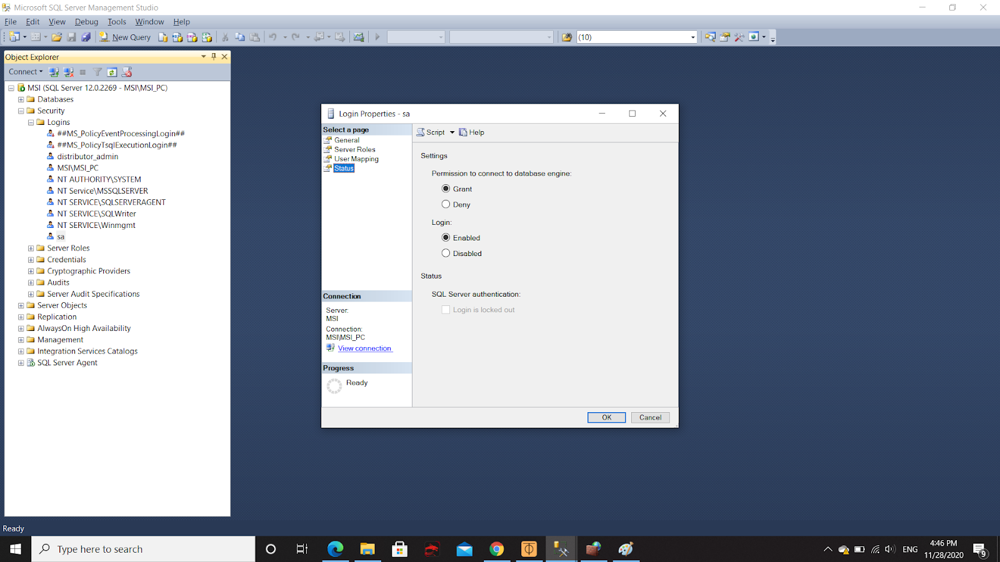 Microsoft SQL Server Management Studio
File Edit View Debug Tools Window Help
New Query
(10)
Object Explorer
Connect
MSI (SQL Server 12.0.2269 - MSI\MSI_PC)
Databases
Security
Logins
##MS_PolicyEventProcessingLogin##
##MS_PolicyTsqlExecutionLogin##
distributor_admin
MSI\MSI_PC
NT AUTHORITY\SYSTEM
NT Service\MSSQLSERVER
NT SERVICE\SQLSERVERAGENT
NT SERVICE\SQLWriter
NT SERVICE\Winmgmt
sa
Server Roles
Credentials
Cryptographic Providers
Audits
Server Audit Specifications
Server Objects
Replication
AlwaysOn High Availability
Management
Integration Services Catalogs
SQL Server Agent
Login Properties - sa
Select a page
General
Server Roles
User Mapping
Status
Connection
Server:
MSI
Connection:
MSI\MSI_PC
View connection
Progress
Ready
Script Help
Settings
Permission to connect to database engine:
Grant
Deny
Login:
Enabled
Disabled
Status
SQL Server authentication:
Login is locked out
OK Cancel
Ready
Type here to search
ENG
4:46 PM
11/28/2020
9